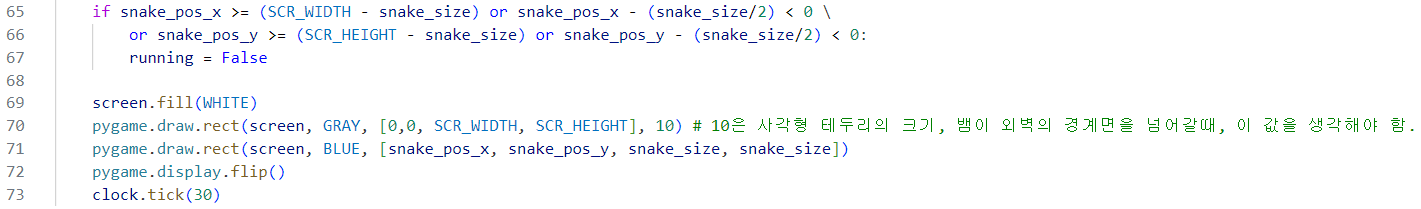 65 if snake_pos_x >= (SCR_WIDTH - snake_size) or snake_pos_x - (snake_size/2) < 0 \
66 or snake_pos_y >= (SCR_HEIGHT - snake_size) or snake_pos_y - (snake_size/2) < 0:
67 running = False
68
69 screen.fill(WHITE)
70 pygame.draw.rect(screen, GRAY, [0,0, SCR_WIDTH, SCR_HEIGHT], 10) # 10은 사각형 테두리의 크기, 뱀이 외벽의 경계면을 넘어갈때, 이 값을 생각해야 함.
71 pygame.draw.rect(screen, BLUE, [snake_pos_x, snake_pos_y, snake_size, snake_size])
72 pygame.display.flip()
73 clock.tick(30)